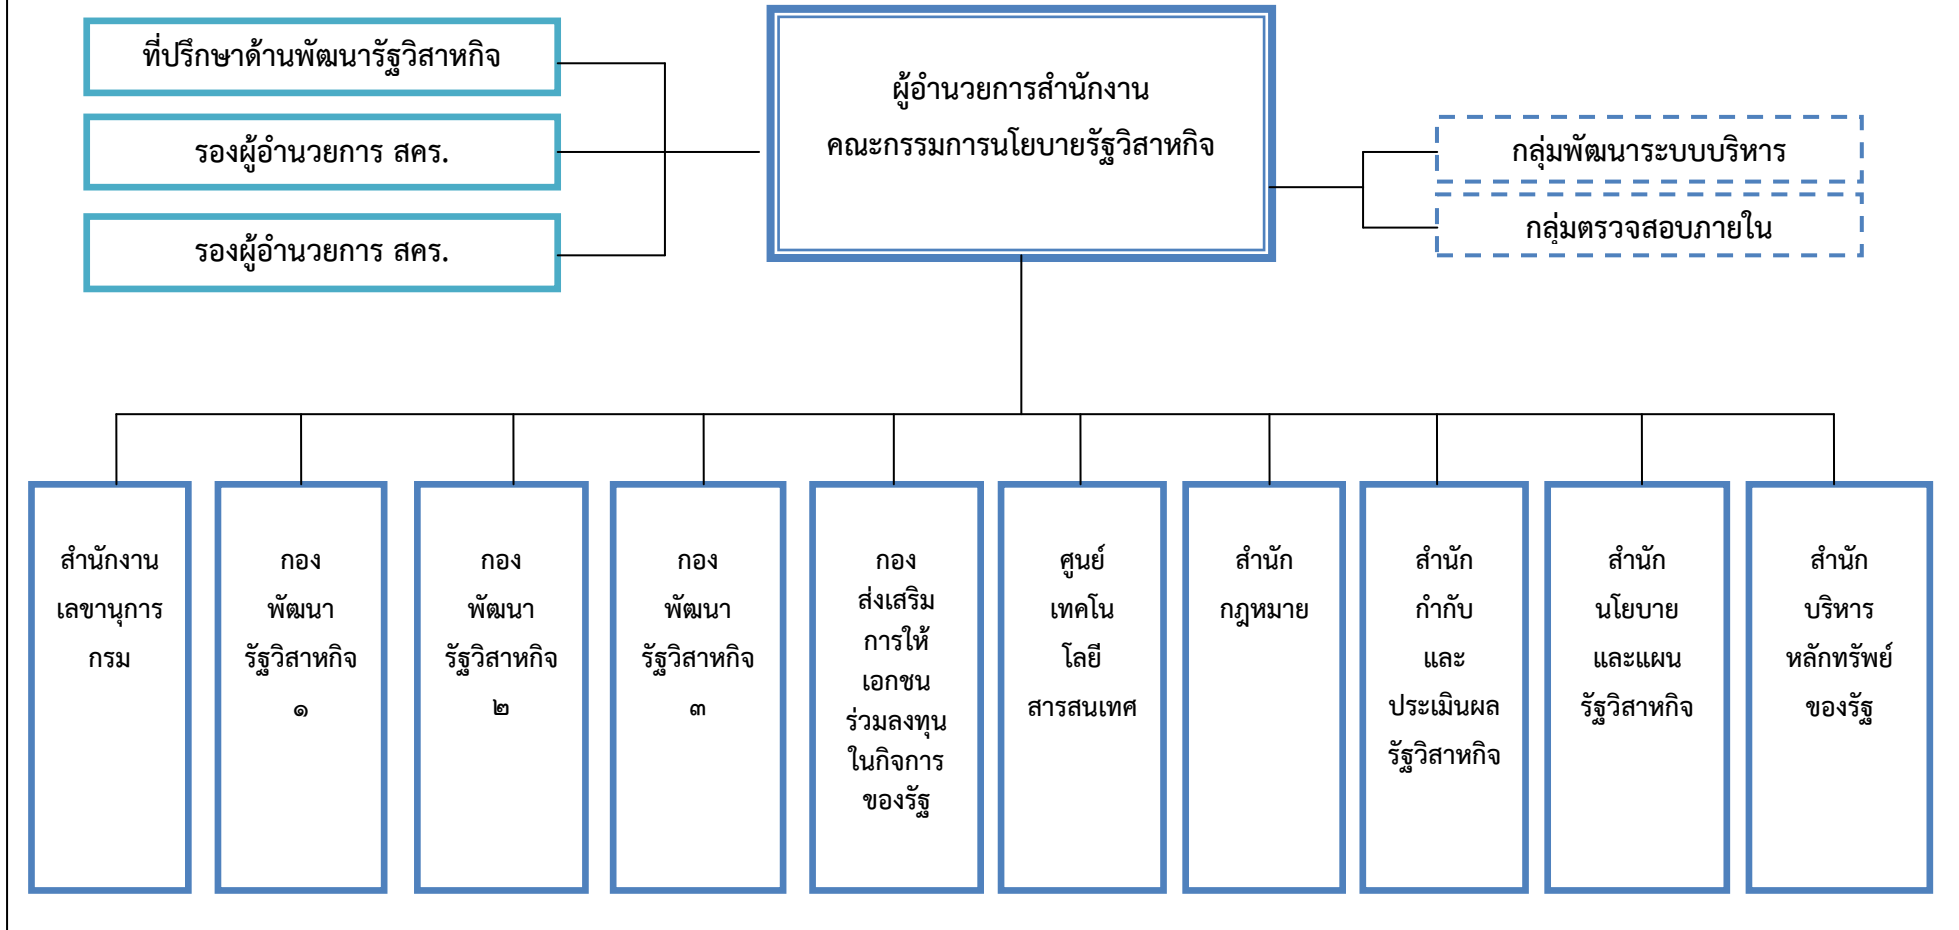 ที่ปรึกษาด้านพัฒนารัฐวิสาหกิจ
รองผู้อำนวยการ สคร.
รองผู้อำนวยการ สคร.
ผู้อำนวยการสำนักงาน
คณะกรรมการนโยบายรัฐวิสาหกิจ
กลุ่มพัฒนาระบบบริหาร
กลุ่มตรวจสอบภายใน
สำนักงาน
เลขานุการ
กรม
กอง
พัฒนา
รัฐวิสาหกิจ
๑
กอง
พัฒนา
รัฐวิสาหกิจ
๒
กอง
พัฒนา
รัฐวิสาหกิจ
๓
กอง
ส่งเสริม
การให้
เอกชน
ร่วมลงทุน
ในกิจการ
ของรัฐ
ศูนย์
เทคโน
โลยี
สารสนเทศ
สำนัก
กฎหมาย
สำนัก
กำกับ
และ
ประเมินผล
รัฐวิสาหกิจ
สำนัก
นโยบาย
และแผน
รัฐวิสาหกิจ
สำนัก
บริหาร
หลักทรัพย์
ของรัฐ